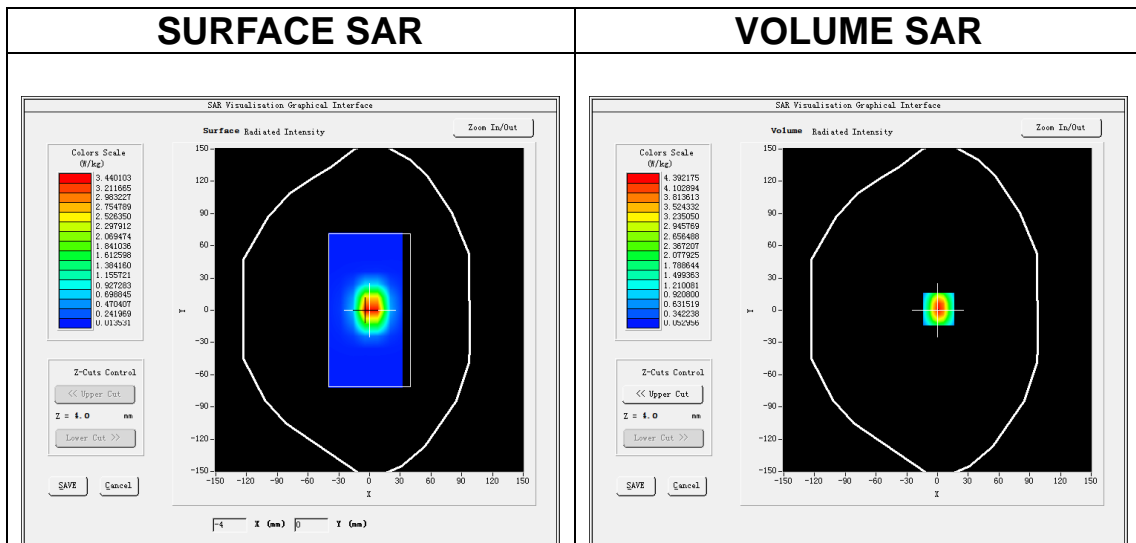 SURFACE SAR
VOLUME SAR
SAR Visualisation Graphical Interface
Surface Radiated Intensity
Zoom In/Out
Colors Scale
(W/kg)
3.440103
3.211665
2.983227
2.754789
2.526350
2.297912
2.069474
1.841036
1.612598
1.384160
1.155721
0.927283
0.698845
0.470407
0.241969
0.013531
150
120
90
60
30
0
-30
-60
-90
-120
-150
Y
-150 -120 -90 -60 -30 0 30 60 90 120 150
X
Z-Cuts Control
<< Upper Cut
Z = 4.0 mm
Lower Cut >>
SAVE Cancel
-4 X (mm) 0 Y (mm)
SAR Visualisation Graphical Interface
Volume Radiated Intensity
Zoom In/Out
Colors Scale
(W/kg)
4.392175
4.102894
3.813613
3.524332
3.235050
2.945769
2.656488
2.367207
2.077925
1.788644
1.499363
1.210081
0.920800
0.631519
0.342238
0.052956
150
120
90
60
30
0
-30
-60
-90
-120
-150
Y
-150 -120 -90 -60 -30 0 30 60 90 120 150
X
Z-Cuts Control
<< Upper Cut
Z = 4.0 mm
Lower Cut >>
SAVE Cancel